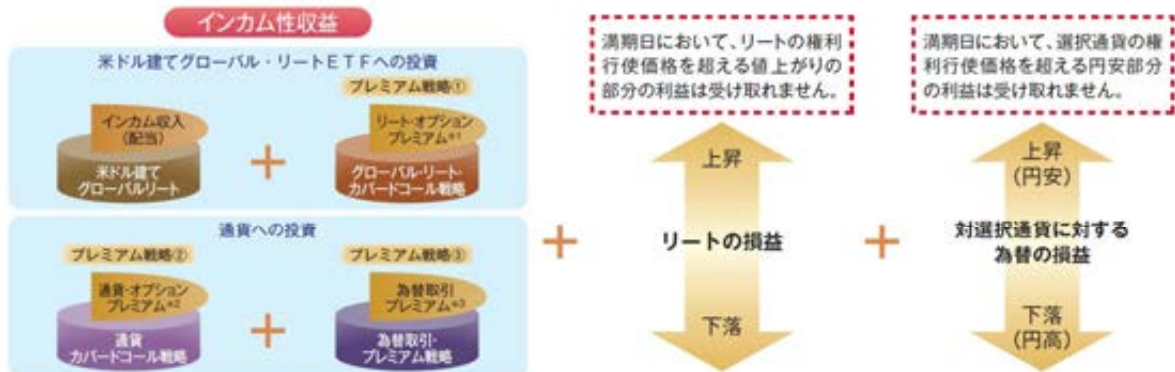 インカム性収益
米ドル建てグローバル・リートETFへの投資
プレミアム戦略①
インカム収入
(配当)
リート・オプション
プレミアム※1
米ドル建て
グローバルリート
グローバル・リート・
カバードコール戦略
通貨への投資
プレミアム戦略②
プレミアム戦略③
通貨・オプション
プレミアム※2
為替取引
プレミアム※3
通貨
カバードコール戦略
為替取引・
プレミアム戦略
満期日において、リートの権利
行使価格を超える値上がりの
部分の利益は受け取れません。
上昇
リートの損益
下落
満期日において、選択通貨の権
利行使価格を超える円安部分
の利益は受け取れません。
上昇
(円安)
対選択通貨に対する
為替の損益
下落
(円高)